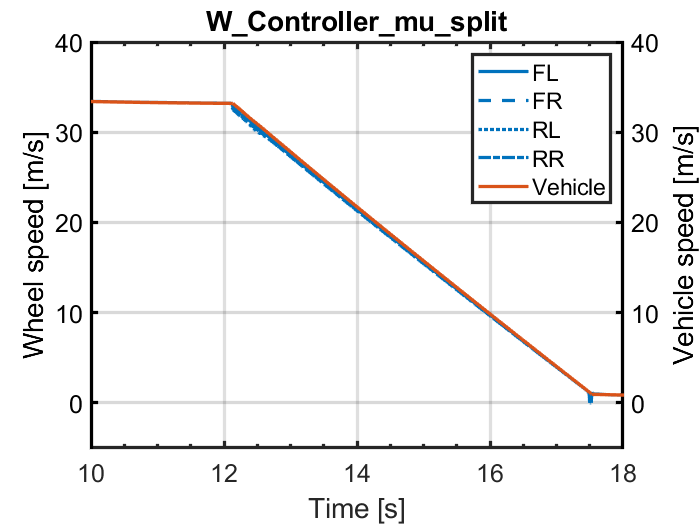 W_Controller_mu_split
40
30
20
10
0
Wheel speed [m/s]
FL
FR
RL
RR
Vehicle
40
30
20
10
0
Vehicle speed [m/s]
10
12
14
16
18
Time [s]